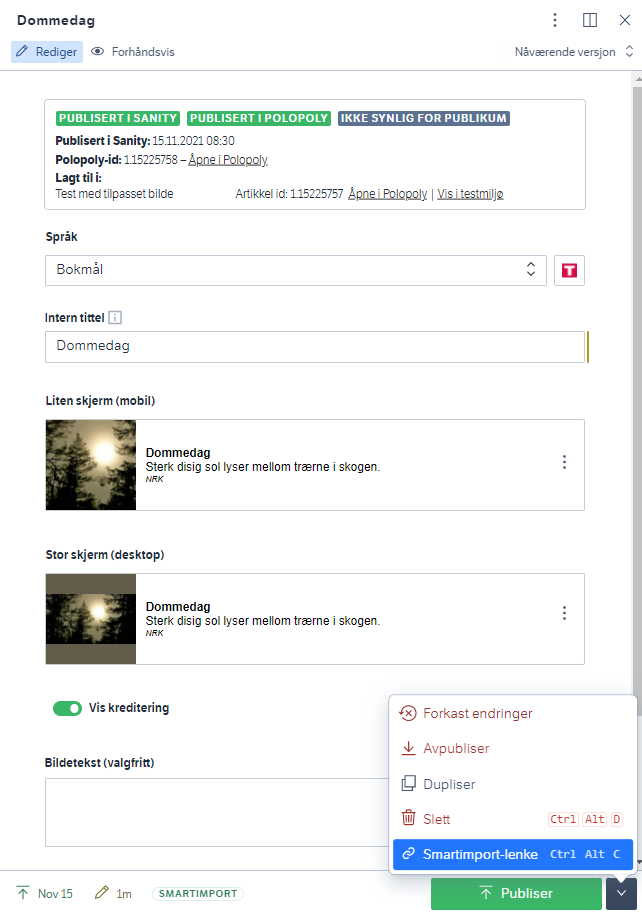 Dommedag
Rediger Forhåndsvis Nåværende versjon
PUBLISERT I SANITY PUBLISERT I POLOPOLY IKKE SYNLIG FOR PUBLIKUM
Publisert i Sanity: 15.11.2021 08:30
Polopoly-id: 1.15225758 – Åpne i Polopoly
Lagt til i:
Test med tilpasset bilde Artikkel id: 1.15225757 Åpne i Polopoly | Vis i testmiljø
Språk
Bokmål T
Intern tittel i
Dommedag
Liten skjerm (mobil)
Dommedag
Sterk disig sol lyser mellom trærne i skogen.
NRK
Stor skjerm (desktop)
Dommedag
Sterk disig sol lyser mellom trærne i skogen.
NRK
Vis kreditering
Bildetekst (valgfritt)
Forkast endringer
Avpubliser
Dupliser
Slett Ctrl Alt D
Smartimport-lenke Ctrl Alt C
Nov 15 1m SMARTIMPORT Publiser